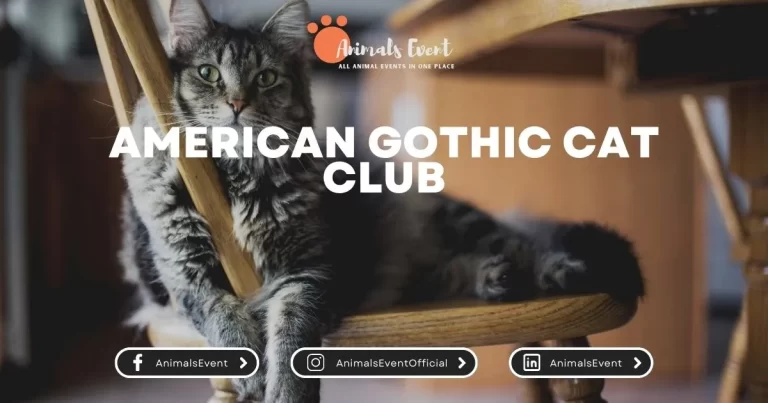 Animals Event
ALL ANIMAL EVENTS IN ONE PLACE
AMERICAN GOTHIC CAT
CLUB
AnimalsEvent
AnimalsEventOfficial
AnimalsEvent